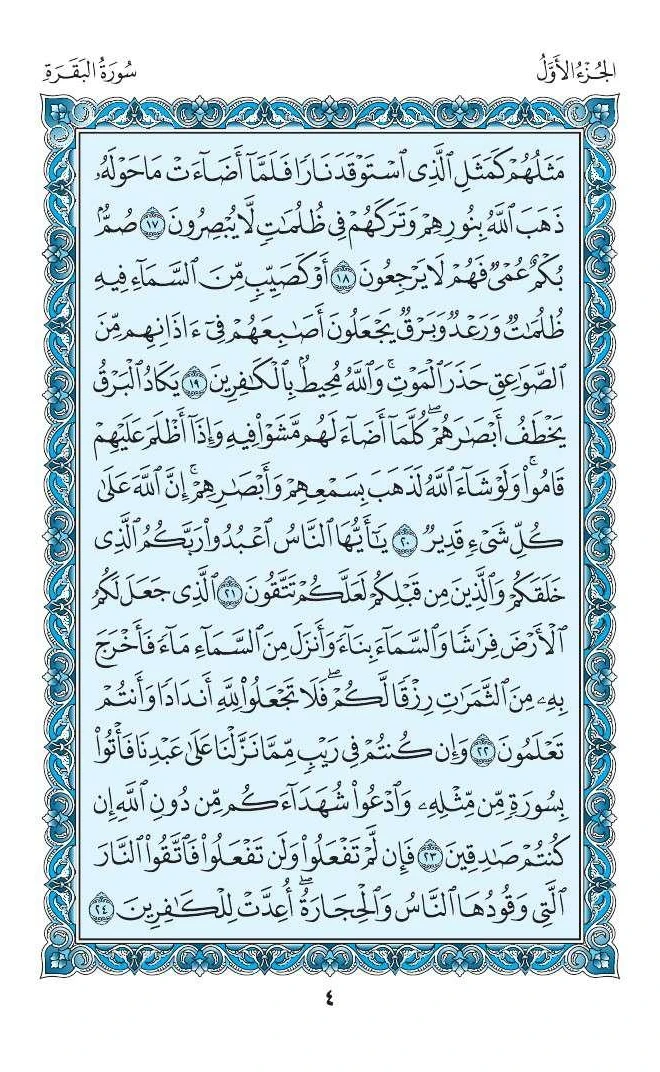 الجُزْءُ الأَوَّلُ
سُورَةُ البَقَرَةِ
مَثَلُهُمْ كَمَثَلِ ٱلَّذِى ٱسْتَوْقَدَ نَارًا فَلَمَّآ أَضَآءَتْ مَا حَوْلَهُۥ
ذَهَبَ ٱللَّهُ بِنُورِهِمْ وَتَرَكَهُمْ فِى ظُلُمَٰتٍ لَّا يُبْصِرُونَ ١٧ صُمٌّۢ
بُكْمٌ عُمْىٌ فَهُمْ لَا يَرْجِعُونَ ١٨ أَوْ كَصَيِّبٍ مِّنَ ٱلسَّمَآءِ فِيهِ
ظُلُمَٰتٌ وَرَعْدٌ وَبَرْقٌ يَجْعَلُونَ أَصَٰبِعَهُمْ فِىٓ ءَاذَانِهِم مِّنَ
ٱلصَّوَٰعِقِ حَذَرَ ٱلْمَوْتِ ۚ وَٱللَّهُ مُحِيطٌۢ بِٱلْكَٰفِرِينَ ١٩ يَكَادُ ٱلْبَرْقُ
يَخْطَفُ أَبْصَٰرَهُمْ ۖ كُلَّمَآ أَضَآءَ لَهُم مَّشَوْا۟ فِيهِ وَإِذَآ أَظْلَمَ عَلَيْهِمْ
قَامُوا۟ ۚ وَلَوْ شَآءَ ٱللَّهُ لَذَهَبَ بِسَمْعِهِمْ وَأَبْصَٰرِهِمْ ۚ إِنَّ ٱللَّهَ عَلَىٰ
كُلِّ شَىْءٍ قَدِيرٌ ٢٠ يَٰٓأَيُّهَا ٱلنَّاسُ ٱعْبُدُوا۟ رَبَّكُمُ ٱلَّذِى
خَلَقَكُمْ وَٱلَّذِينَ مِن قَبْلِكُمْ لَعَلَّكُمْ تَتَّقُونَ ٢١ ٱلَّذِى جَعَلَ لَكُمُ
ٱلْأَرْضَ فِرَٰشًا وَٱلسَّمَآءَ بِنَآءً وَأَنزَلَ مِنَ ٱلسَّمَآءِ مَآءً فَأَخْرَجَ
بِهِۦ مِنَ ٱلثَّمَرَٰتِ رِزْقًا لَّكُمْ ۖ فَلَا تَجْعَلُوا۟ لِلَّهِ أَندَادًا وَأَنتُمْ
تَعْلَمُونَ ٢٢ وَإِن كُنتُمْ فِى رَيْبٍ مِّمَّا نَزَّلْنَا عَلَىٰ عَبْدِنَا فَأْتُوا۟
بِسُورَةٍ مِّن مِّثْلِهِۦ وَٱدْعُوا۟ شُهَدَآءَكُم مِّن دُونِ ٱللَّهِ إِن
كُنتُمْ صَٰدِقِينَ ٢٣ فَإِن لَّمْ تَفْعَلُوا۟ وَلَن تَفْعَلُوا۟ فَٱتَّقُوا۟ ٱلنَّارَ
ٱلَّتِى وَقُودُهَا ٱلنَّاسُ وَٱلْحِجَارَةُ ۖ أُعِدَّتْ لِلْكَٰفِرِينَ ٢٤
٤